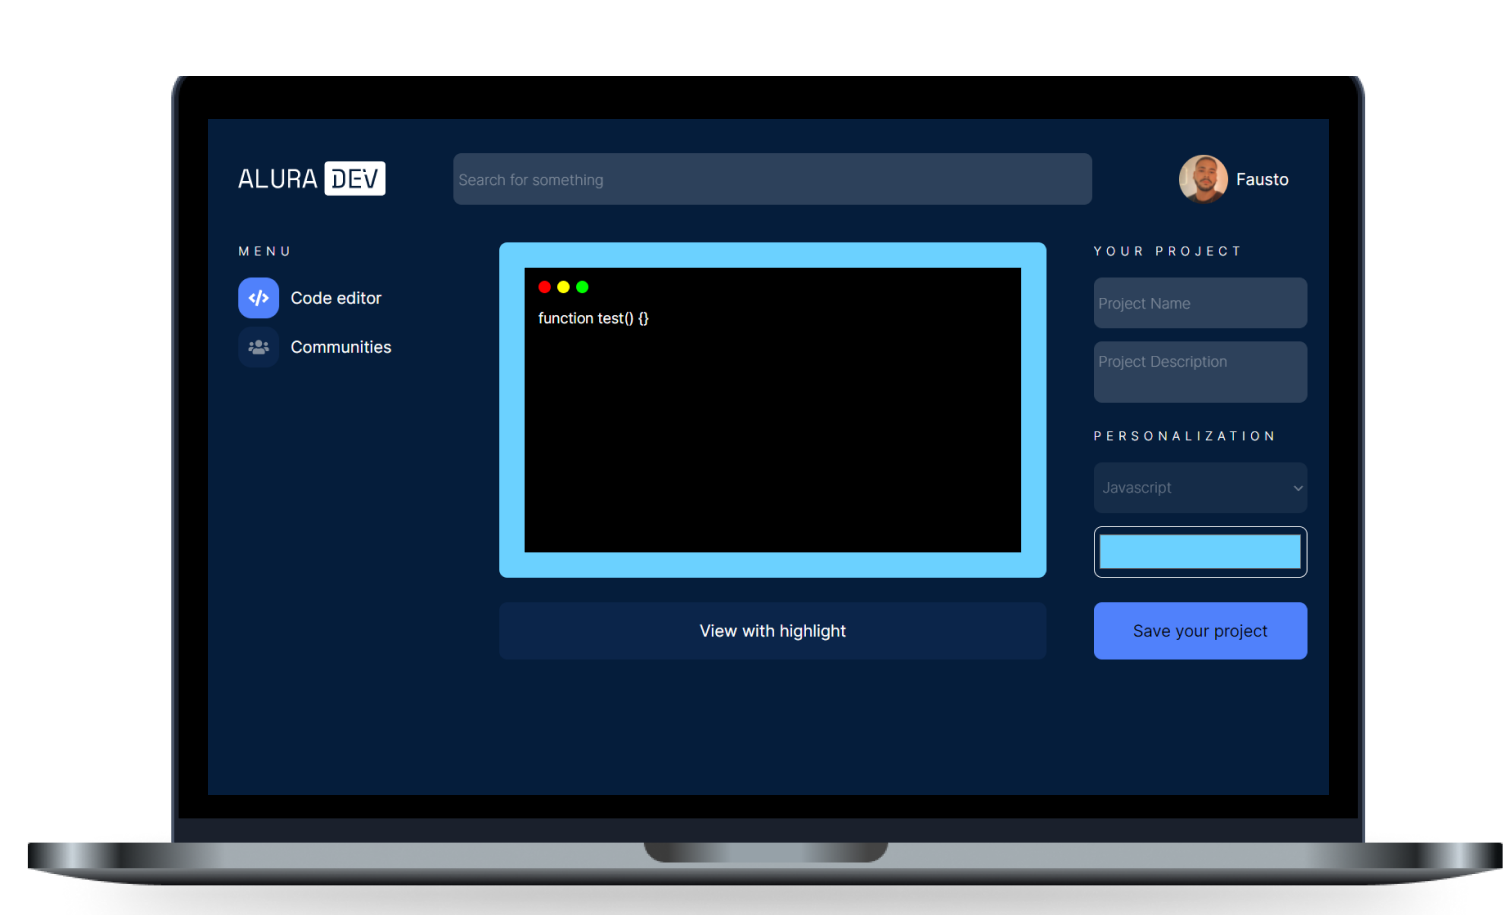 ALURA DEV
Search for something
Fausto
MENU
Code editor
Communities
function test() {}
View with highlight
YOUR PROJECT
Project Name
Project Description
PERSONALIZATION
Javascript
Save your project